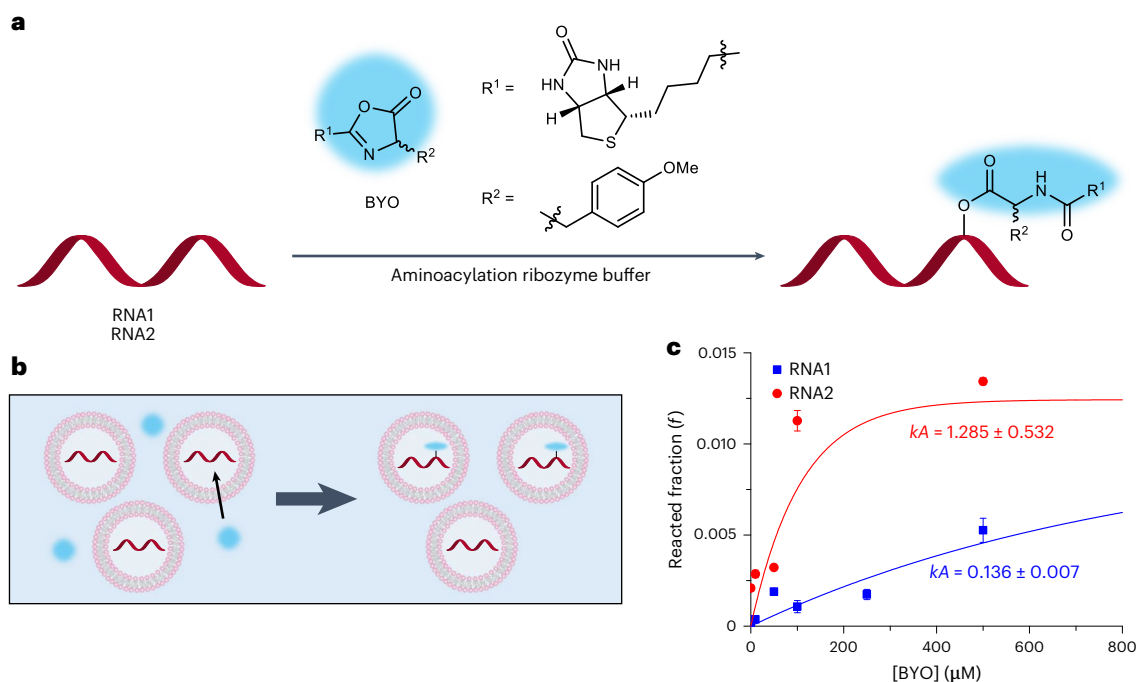 a
R¹
O
O
N
R²
BYO
R¹ =
O
HN
NH
H
H
S
R² =
OMe
Aminoacylation ribozyme buffer
RNA1
RNA2
O
O
H
N
R¹
R²
O
b
c
RNA1
RNA2
kA = 1.285 ± 0.532
kA = 0.136 ± 0.007
Reacted fraction (f)
0.015
0.010
0.005
0
0 200 400 600 800
[BYO] (μM)